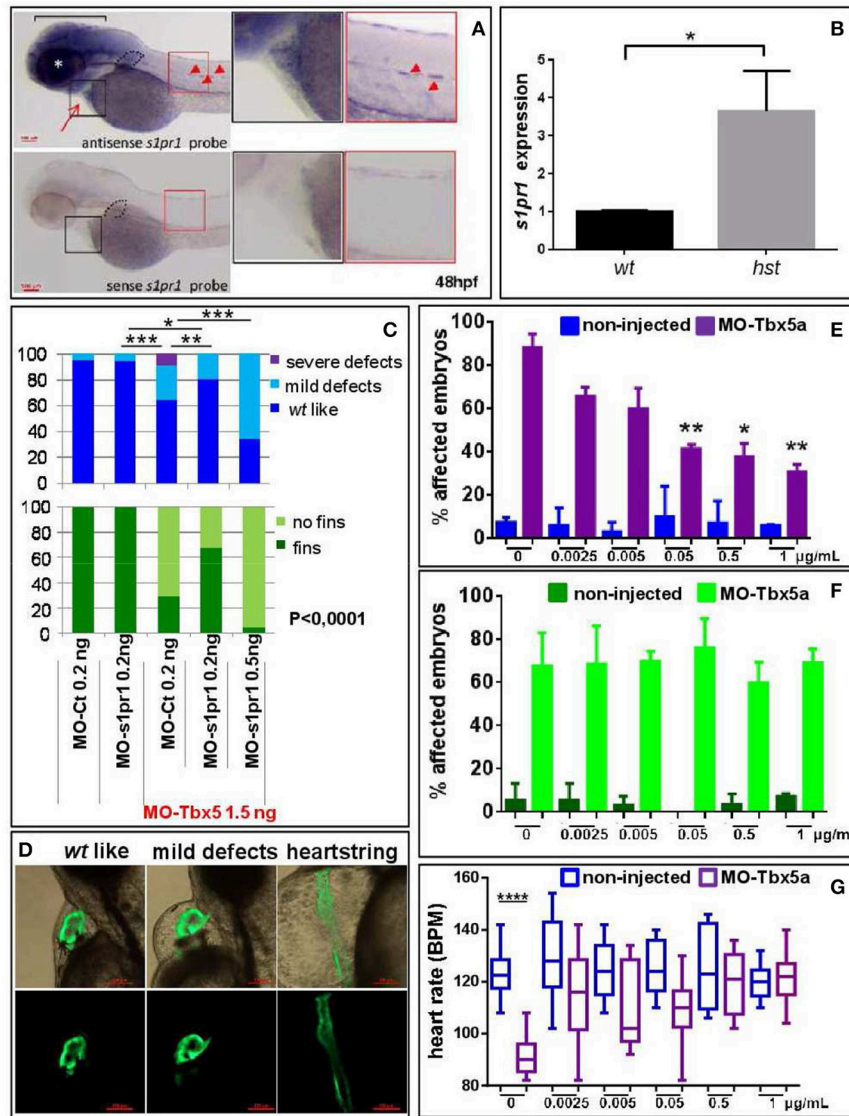 A
*
antisense s1pr1 probe
sense s1pr1 probe
48hpf
B
*
s1pr1 expression
5
4
3
2
1
0
wt
hst
C
***
*
*** **
100
80
60
40
20
0
severe defects
mild defects
wt like
100
80
60
40
20
0
no fins
fins
P<0,0001
MO-Ct 0.2 ng
MO-s1pr1 0.2ng
MO-Ct 0.2 ng
MO-s1pr1 0.2ng
MO-s1pr1 0.5ng
MO-Tbx5 1.5 ng
D
wt like
mild defects
heartstring
E
non-injected
MO-Tbx5a
% affected embryos
100
80
60
40
20
0
** * **
0 0.0025 0.005 0.05 0.5 1 µg/mL
F
non-injected
MO-Tbx5a
% affected embryos
100
80
60
40
20
0
0 0.0025 0.005 0.05 0.5 1 µg/m
G
non-injected
MO-Tbx5a
heart rate (BPM)
160
140
120
100
80
****
0 0.0025 0.005 0.05 0.5 1 µg/mL